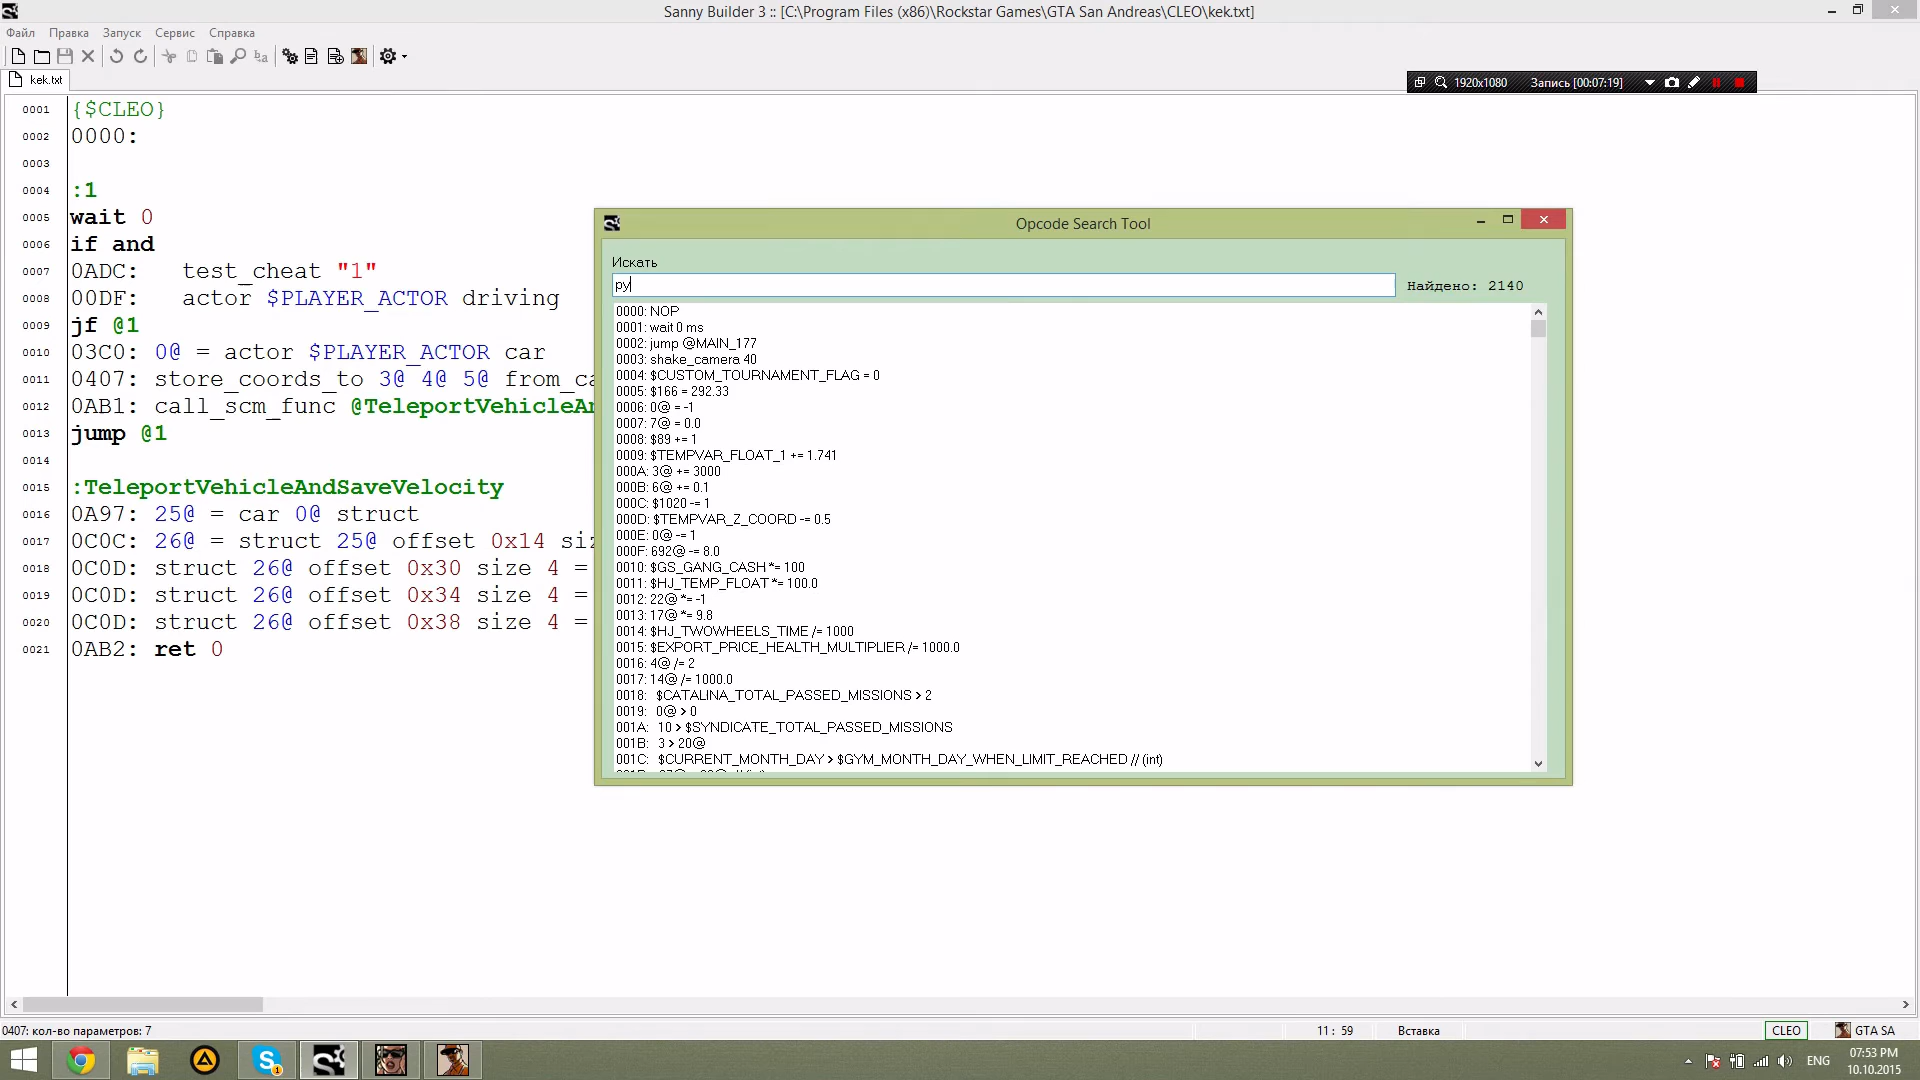 Sanny Builder 3 :: [C:\Program Files (x86)\Rockstar Games\GTA San Andreas\CLEO\kek.txt]
Файл Правка Запуск Сервис Справка
kek.txt
1920x1080 Запись [00:07:19]
0001 {$CLEO}
0002 0000:
0003
0004 :1
0005 wait 0
0006 if and
0007 0ADC: test_cheat "1"
0008 00DF: actor $PLAYER_ACTOR driving
0009 jf @1
0010 03C0: 0@ = actor $PLAYER_ACTOR car
0011 0407: store_coords_to 3@ 4@ 5@ from_ca
0012 0AB1: call_scm_func @TeleportVehicleAn
0013 jump @1
0014
0015 :TeleportVehicleAndSaveVelocity
0016 0A97: 25@ = car 0@ struct
0017 0C0C: 26@ = struct 25@ offset 0x14 siz
0018 0C0D: struct 26@ offset 0x30 size 4 =
0019 0C0D: struct 26@ offset 0x34 size 4 =
0020 0C0D: struct 26@ offset 0x38 size 4 =
0021 0AB2: ret 0
Opcode Search Tool
Искать
ру
Найдено: 2140
0000: NOP
0001: wait 0 ms
0002: jump @MAIN_177
0003: shake_camera 40
0004: $CUSTOM_TOURNAMENT_FLAG = 0
0005: $166 = 292.33
0006: 0@ = -1
0007: 7@ = 0.0
0008: $89 += 1
0009: $TEMPVAR_FLOAT_1 += 1.741
000A: 3@ += 3000
000B: 6@ += 0.1
000C: $1020 -= 1
000D: $TEMPVAR_Z_COORD -= 0.5
000E: 0@ -= 1
000F: 692@ -= 8.0
0010: $GS_GANG_CASH *= 100
0011: $HJ_TEMP_FLOAT *= 100.0
0012: 22@ *= -1
0013: 17@ *= 9.8
0014: $HJ_TWOWHEELS_TIME /= 1000
0015: $EXPORT_PRICE_HEALTH_MULTIPLIER /= 1000.0
0016: 4@ /= 2
0017: 14@ /= 1000.0
0018: $CATALINA_TOTAL_PASSED_MISSIONS > 2
0019: 0@ > 0
001A: 10 > $SYNDICATE_TOTAL_PASSED_MISSIONS
001B: 3 > 20@
001C: $CURRENT_MONTH_DAY > $GYM_MONTH_DAY_WHEN_LIMIT_REACHED // (int)
0407: кол-во параметров: 7
11: 59
Вставка
CLEO
GTA SA
ENG
07:53 PM
10.10.2015